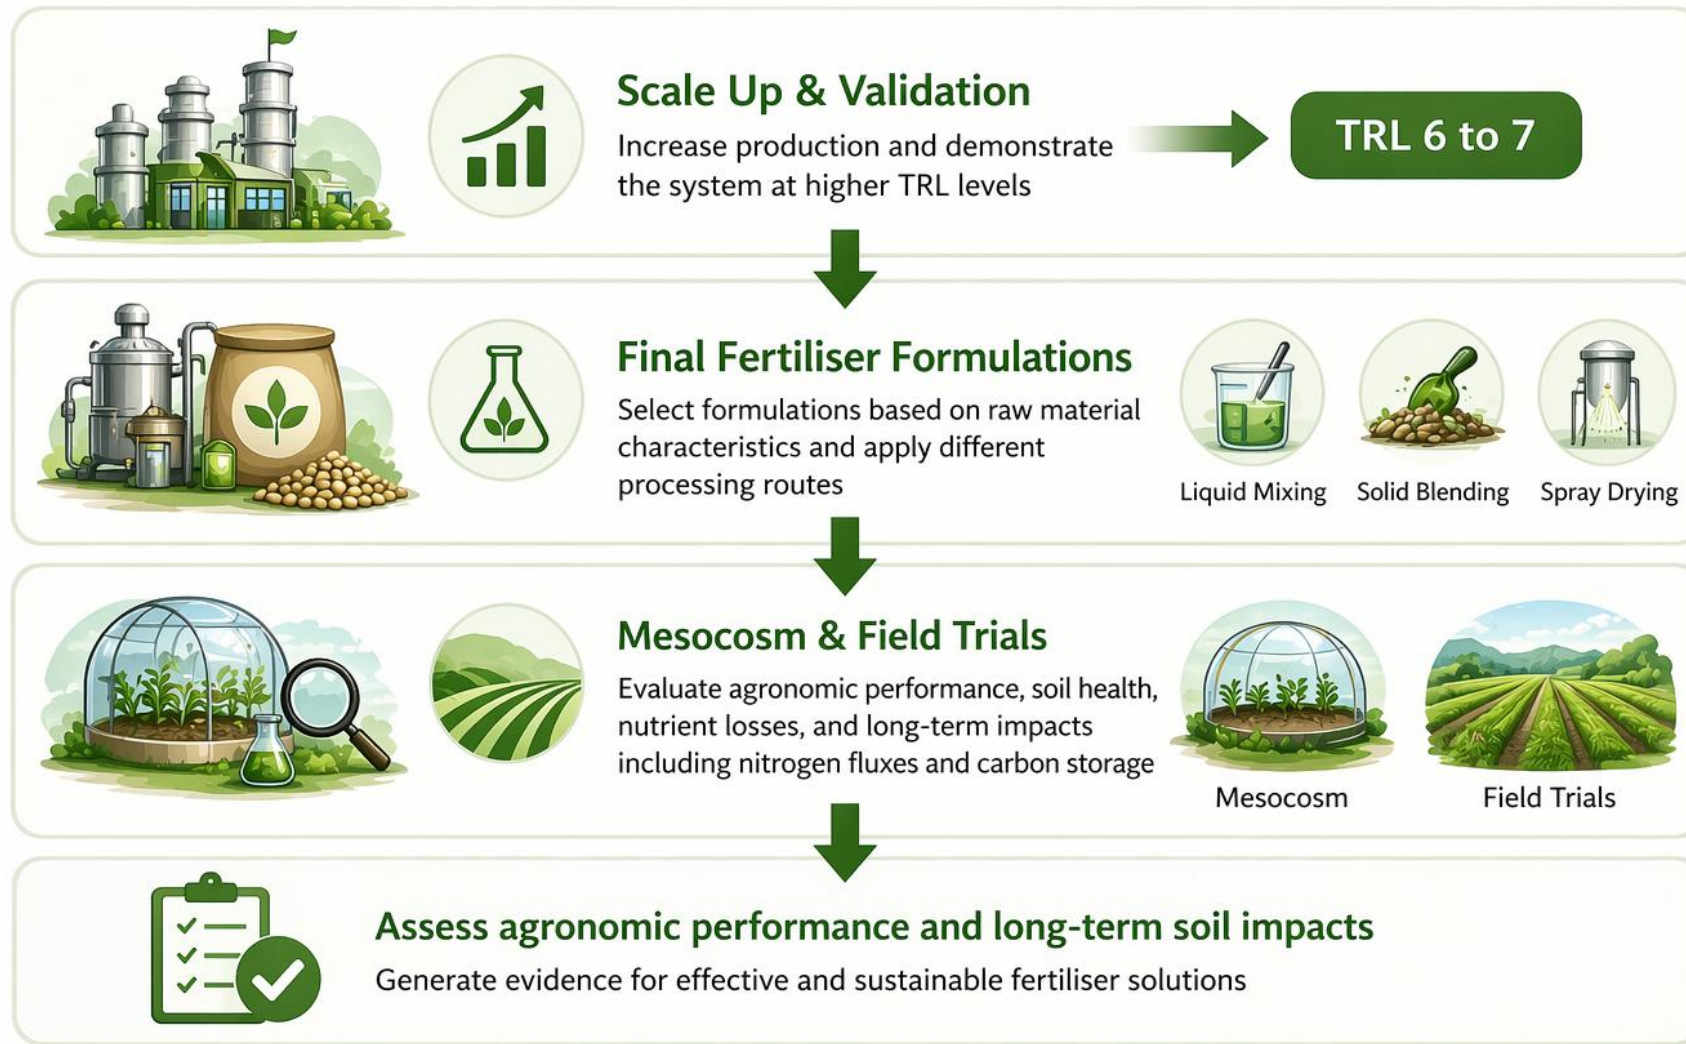 Scale Up & Validation
Increase production and demonstrate
the system at higher TRL levels
TRL 6 to 7
Final Fertiliser Formulations
Select formulations based on raw material
characteristics and apply different
processing routes
Liquid Mixing
Solid Blending
Spray Drying
Mesocosm & Field Trials
Evaluate agronomic performance, soil health,
nutrient losses, and long-term impacts
including nitrogen fluxes and carbon storage
Mesocosm
Field Trials
Assess agronomic performance and long-term soil impacts
Generate evidence for effective and sustainable fertiliser solutions